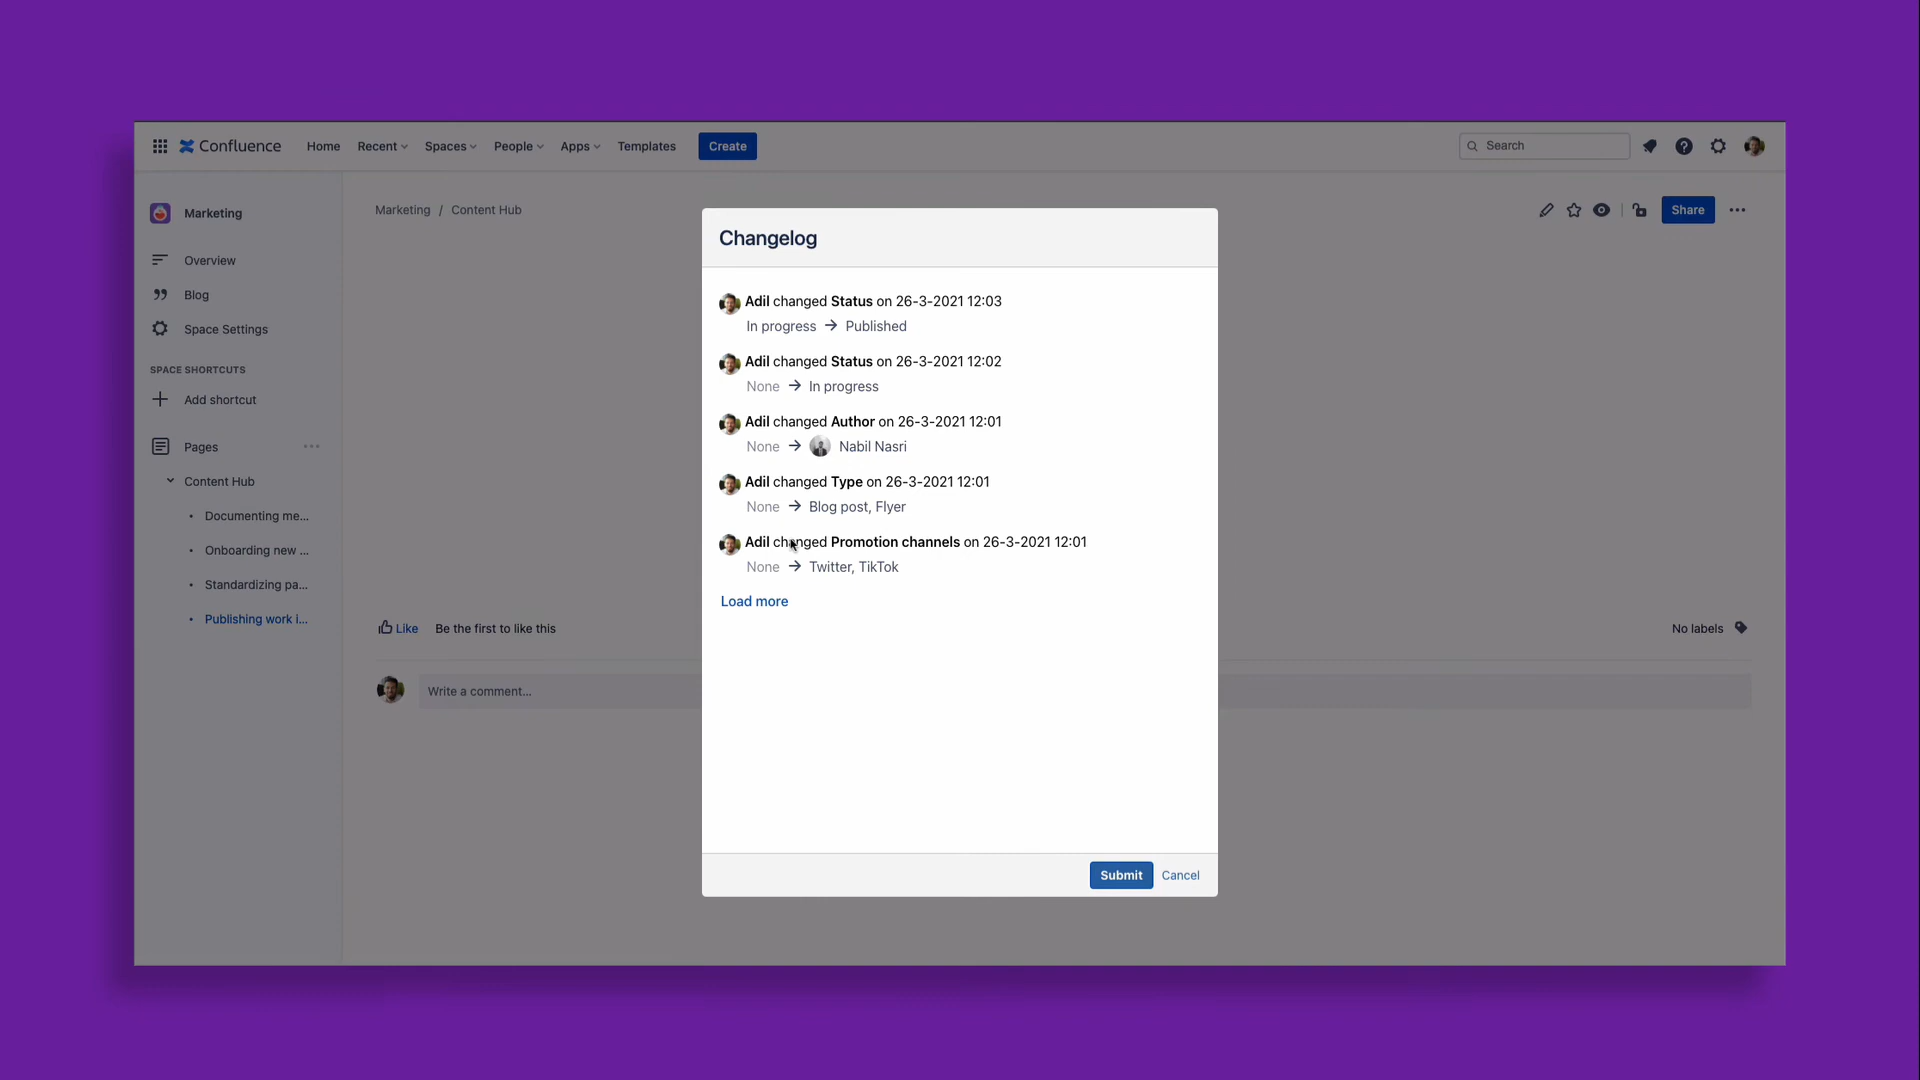 Confluence Home Recent Spaces People Apps Templates Create Search
Marketing
Overview
Blog
Space Settings
SPACE SHORTCUTS
Add shortcut
Pages
Content Hub
Documenting me...
Onboarding new ...
Standardizing pa...
Publishing work i...
Marketing / Content Hub
Share
Changelog
Adil changed Status on 26-3-2021 12:03
In progress → Published
Adil changed Status on 26-3-2021 12:02
None → In progress
Adil changed Author on 26-3-2021 12:01
None → Nabil Nasri
Adil changed Type on 26-3-2021 12:01
None → Blog post, Flyer
Adil changed Promotion channels on 26-3-2021 12:01
None → Twitter, TikTok
Load more
Submit Cancel
Like Be the first to like this
No labels
Write a comment...